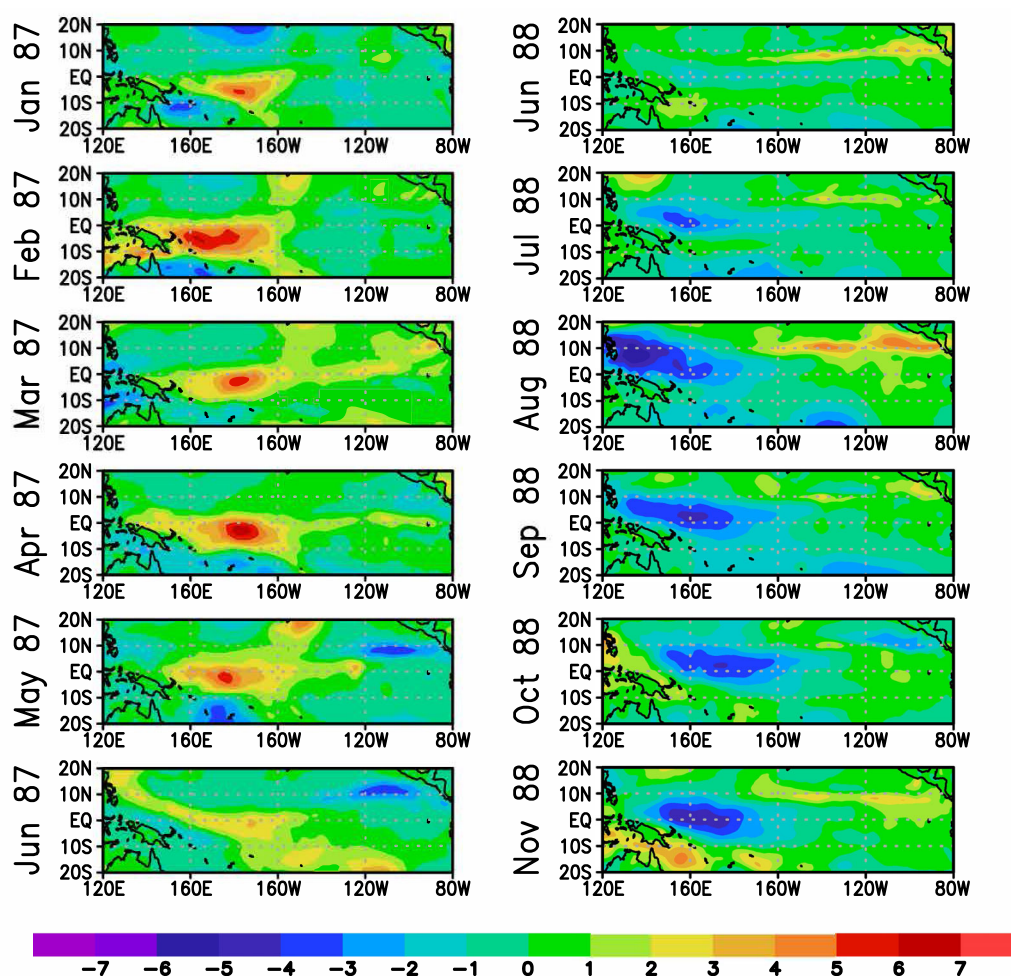 Jan 87
20N
10N
EQ
10S
20S
120E 160E 160W 120W 80W
Feb 87
20N
10N
EQ
10S
20S
120E 160E 160W 120W 80W
Mar 87
20N
10N
EQ
10S
20S
120E 160E 160W 120W 80W
Apr 87
20N
10N
EQ
10S
20S
120E 160E 160W 120W 80W
May 87
20N
10N
EQ
10S
20S
120E 160E 160W 120W 80W
Jun 87
20N
10N
EQ
10S
20S
120E 160E 160W 120W 80W
Jun 88
20N
10N
EQ
10S
20S
120E 160E 160W 120W 80W
Jul 88
20N
10N
EQ
10S
20S
120E 160E 160W 120W 80W
Aug 88
20N
10N
EQ
10S
20S
120E 160E 160W 120W 80W
Sep 88
20N
10N
EQ
10S
20S
120E 160E 160W 120W 80W
Oct 88
20N
10N
EQ
10S
20S
120E 160E 160W 120W 80W
Nov 88
20N
10N
EQ
10S
20S
120E 160E 160W 120W 80W
-7 -6 -5 -4 -3 -2 -1 0 1 2 3 4 5 6 7